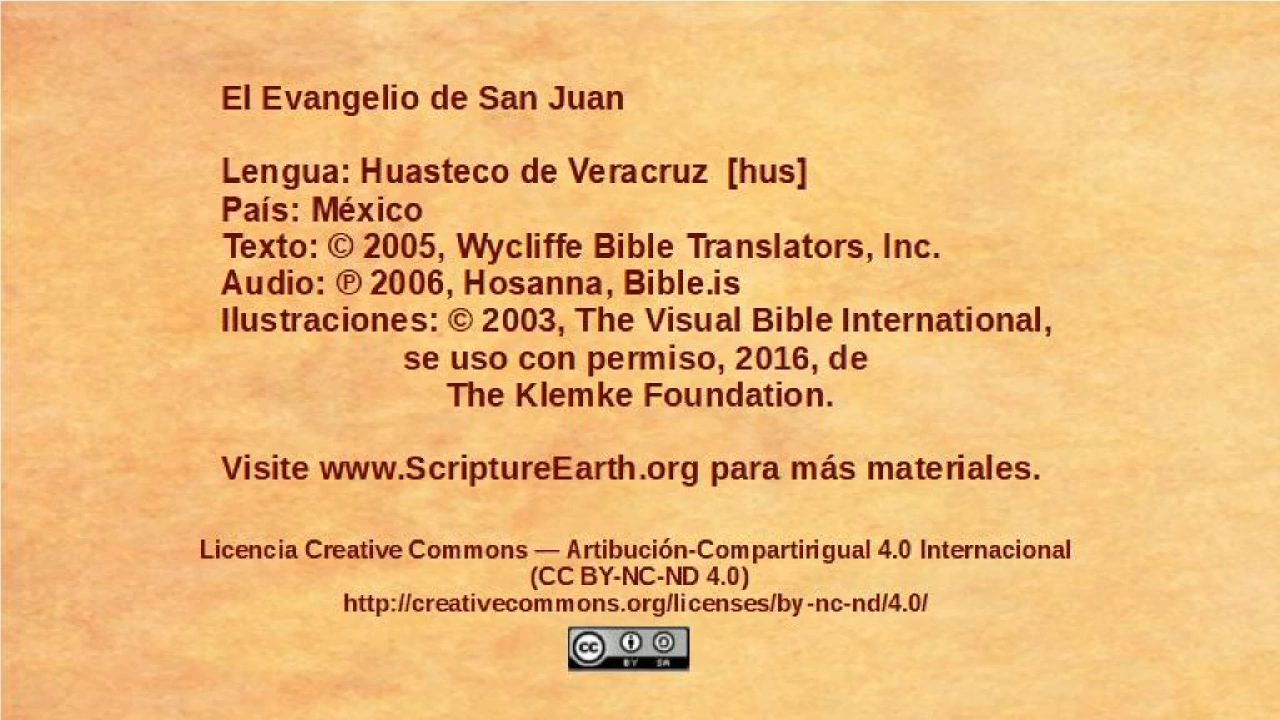 El Evangelio de San Juan
Lengua: Huasteco de Veracruz [hus]
País: México
Texto: © 2005, Wycliffe Bible Translators, Inc.
Audio: ℗ 2006, Hosanna, Bible.is
Ilustraciones: © 2003, The Visual Bible International,
se uso con permiso, 2016, de
The Klemke Foundation.
Visite www.ScriptureEarth.org para más materiales.
Licencia Creative Commons — Artibución-Compartirigual 4.0 Internacional
(CC BY-NC-ND 4.0)
http://creativecommons.org/licenses/by-nc-nd/4.0/
cc BY SA